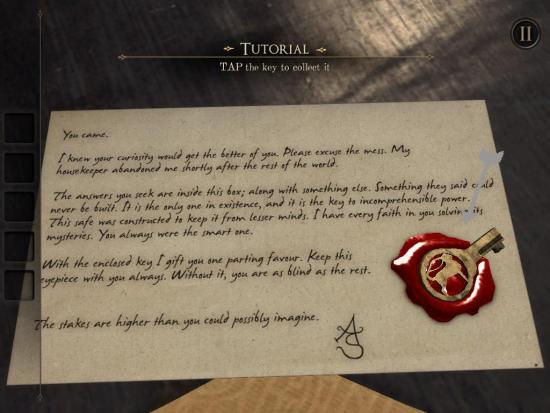 II
TUTORIAL
TAP the key to collect it
You came.
I knew your curiosity would get the better of you. Please excuse the mess. My
housekeeper abandoned me shortly after the rest of the world.
The answers you seek are inside this box; along with something else. Something they said could
never be built. It is the only one in existence, and it is the key to incomprehensible power.
This safe was constructed to keep it from lesser minds. I have every faith in you solving its
mysteries. You always were the smart one.
With the enclosed key I gift you one parting favour. Keep this
eyepiece with you always. Without it, you are as blind as the rest.
The stakes are higher than you could possibly imagine.
AS